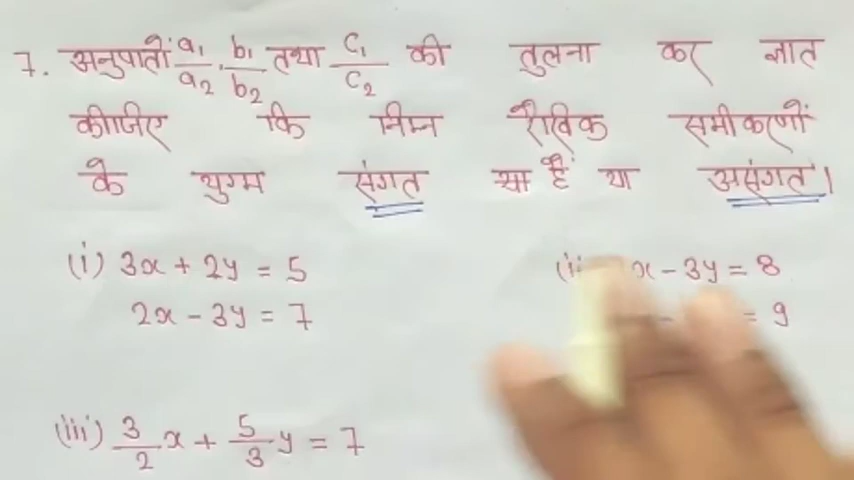 7. अनुपातों a₁/a₂, b₁/b₂ तथा c₁/c₂ की तुलना कर ज्ञात
कीजिए कि निम्न रैखिक समीकरणों
के युग्म संगत या हैं या असंगत।
(i) 3x + 2y = 5 (ii) x - 3y = 8
2x - 3y = 7 = 9
(iii) 3/2 x + 5/3 y = 7